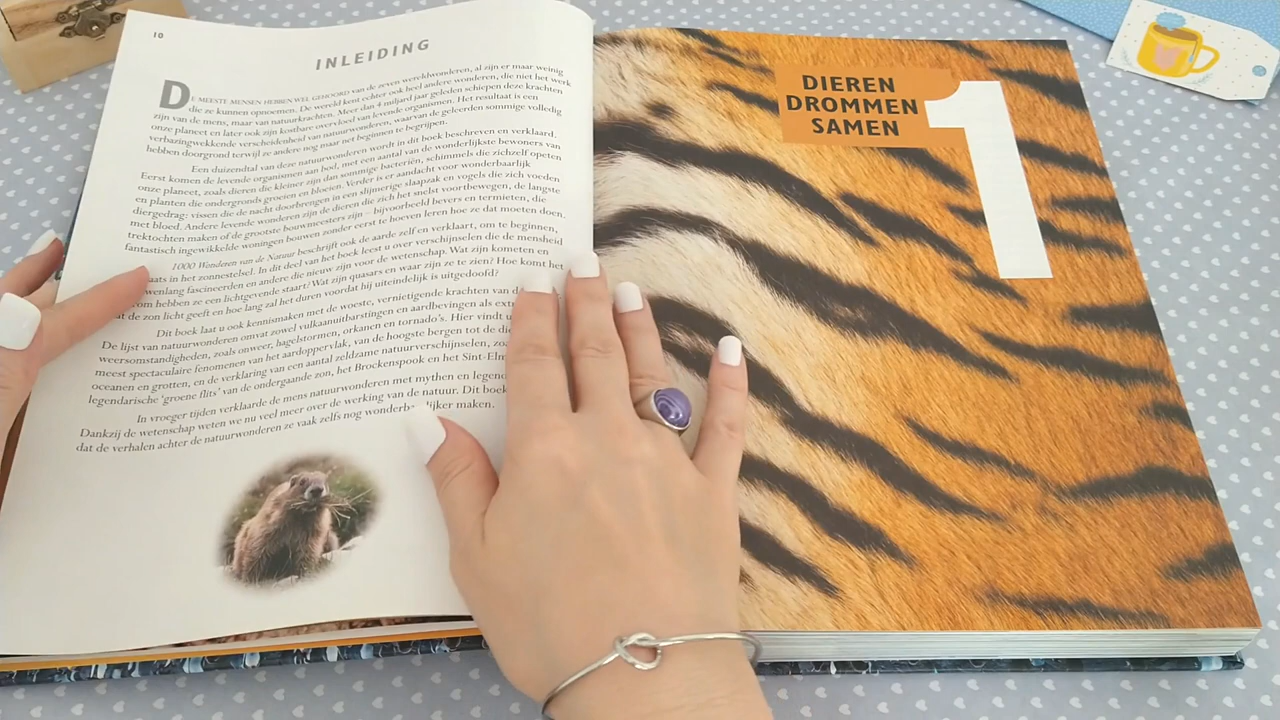 10
INLEIDING
DE MEESTE MENSEN HEBBEN WEL GEHOORD van de zeven wereldwonderen, al zijn er maar weinig
die ze kunnen opnoemen. De wereld kent echter ook heel andere wonderen, die niet het werk
zijn van de mens, maar van natuurkrachten. Meer dan 4 miljard jaar geleden schiepen deze krachten
onze planeet en later ook zijn kostbare overvloed van levende organismen. Het resultaat is een
verbazingwekkende verscheidenheid van natuurwonderen, waarvan de geleerden sommige volledig
hebben doorgrond terwijl ze andere nog maar net beginnen te begrijpen.
Een duizendtal van deze natuurwonderen wordt in dit boek beschreven en verklaard.
Eerst komen de levende organismen aan bod, met een aantal van de wonderlijkste bewoners van
onze planeet, zoals dieren die kleiner zijn dan sommige bacteriën, schimmels die zichzelf opeten
en planten die ondergronds groeien en bloeien. Verder is er aandacht voor wonderbaarlijk
diergedrag: vissen die de nacht doorbrengen in een slijmerige slaapzak en vogels die zich voeden
met bloed. Andere levende wonderen zijn de dieren die zich het snelst voortbewegen, de langste
trektochten maken of de grootste bouwmeesters zijn – bijvoorbeeld bevers en termieten, die
fantastisch ingewikkelde woningen bouwen zonder eerst te hoeven leren hoe ze dat moeten doen.
1000 Wonderen van de Natuur beschrijft ook de aarde zelf en verklaart, om te beginnen,
aats in het zonnestelsel. In dit deel van het boek leest u over verschijnselen die de mensheid
wenlang fascineerden en andere die nieuw zijn voor de wetenschap. Wat zijn kometen en
om hebben ze een lichtgevende staart? Wat zijn quasars en waar zijn ze te zien? Hoe komt het
t de zon licht geeft en hoe lang zal het duren voordat hij uiteindelijk is uitgedoofd?
Dit boek laat u ook kennismaken met de woeste, vernietigende krachten van de
De lijst van natuurwonderen omvat zowel vulkaanuitbarstingen en aardbevingen als ext
weersomstandigheden, zoals onweer, hagelstormen, orkanen en tornado's. Hier vindt u
meest spectaculaire fenomenen van het aardoppervlak, van de hoogste bergen tot de di
oceanen en grotten, en de verklaring van een aantal zeldzame natuurverschijnselen, zo
legendarische 'groene flits' van de ondergaande zon, het Brockenspook en het Sint-Elm
In vroeger tijden verklaarde de mens natuurwonderen met mythen en legend
Dankzij de wetenschap weten we nu veel meer over de werking van de natuur. Dit boek
dat de verhalen achter de natuurwonderen ze vaak zelfs nog wonderbaarlijker maken.
DIEREN
DROMMEN
SAMEN
1